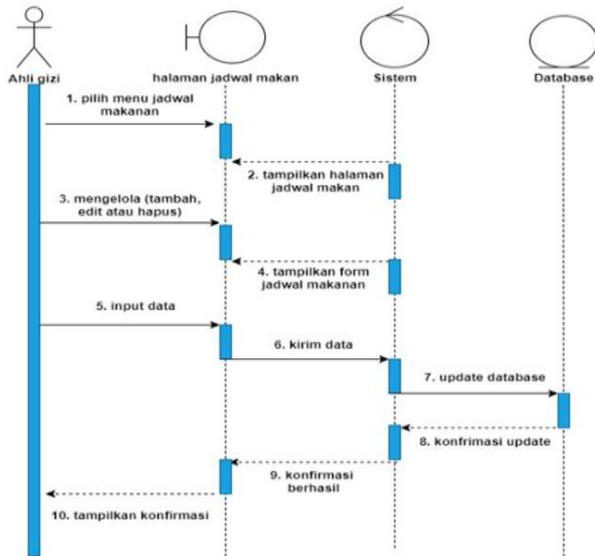 Ahli gizi
halaman jadwal makan
Sistem
Database
1. pilih menu jadwal
makanan
2. tampilkan halaman
jadwal makan
3. mengelola (tambah,
edit atau hapus)
4. tampilkan form
jadwal makanan
5. input data
6. kirim data
7. update database
8. konfrimasi update
9. konfirmasi
berhasil
10. tampilkan konfirmasi